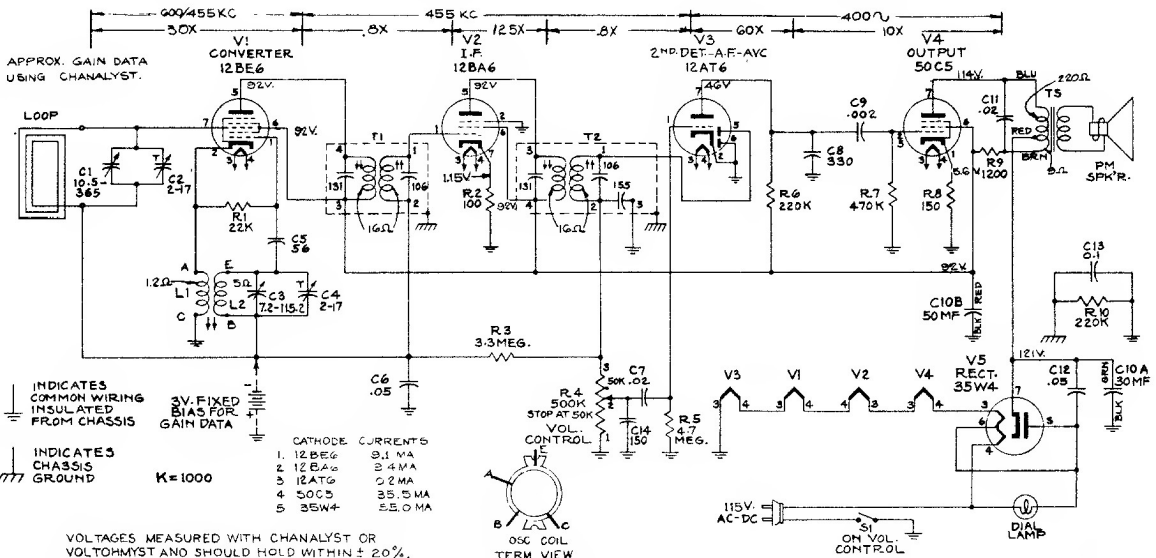 600/455 KC
455 KC
400~
30X
.8X
125X
.8X
60X
10X
APPROX. GAIN DATA
USING CHANALYST.
V1
CONVERTER
12BE6
V2
I.F.
12BA6
V3
2ND. DET.-A.F.-AVC
12AT6
V4
OUTPUT
50C5
LOOP
92V.
92V.
92V
46V
114V.
BLU
220Ω
T5
RED
BRN
9Ω
PM
SPK'R.
C1
10.5-
365
T
C2
2-17
R1
22K
C5
56
T1
131
106
16Ω
1.15V.
R2
100
92V.
T2
131
106
155
16Ω
C8
330
C9
.002
R6
220K
R7
470K
R8
150
5.6V
C11
.02
R9
1200
1.2Ω
L1
A
C
E
5Ω
L2
B
C3
7.2-115.2
T
C4
2-17
92V.
C10B
50MF
RED
BLK
C13
0.1
R10
220K
R3
3.3MEG.
C6
.05
50K
R4
500K
STOP AT 50K
VOL.
CONTROL
C7
.02
C14
150
R5
4.7
MEG.
V3
V1
V2
V4
V5
RECT.
35W4
121V.
C12
.05
C10A
30MF
GRN
BLK
INDICATES
COMMON WIRING
INSULATED
FROM CHASSIS
3V. FIXED
BIAS FOR
GAIN DATA
INDICATES
CHASSIS
GROUND
K=1000
CATHODE CURRENTS
1. 12BE6 9.1 MA
2 12BA6 9.4MA
3 12AT6 0.2MA
4 50C5 35.5 MA
5 35W4 55.0 MA
A
E
B
C
OSC COIL
TERM VIEW
115V.
AC-DC
S1
ON VOL.
CONTROL
DIAL
LAMP
VOLTAGES MEASURED WITH CHANALYST OR
VOLTOHMYST AND SHOULD HOLD WITHIN ± 20%.